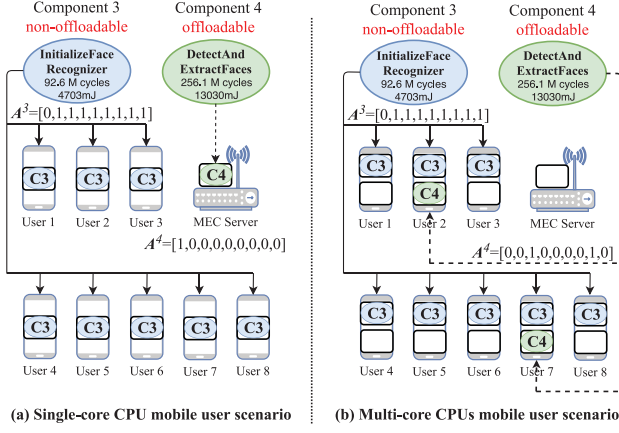 Component 3
non-offloadable
InitializeFace
Recognizer
92.6 M cycles
4703mJ
Component 4
offloadable
DetectAnd
ExtractFaces
256.1 M cycles
13030mJ
A³=[0,1,1,1,1,1,1,1,1]
C3
C3
C3
C4
User 1
User 2
User 3
MEC Server
A⁴=[1,0,0,0,0,0,0,0,0]
C3
C3
C3
C3
C3
User 4
User 5
User 6
User 7
User 8
(a) Single-core CPU mobile user scenario
Component 3
non-offloadable
InitializeFace
Recognizer
92.6 M cycles
4703mJ
Component 4
offloadable
DetectAnd
ExtractFaces
256.1 M cycles
13030mJ
A³=[0,1,1,1,1,1,1,1,1]
C3
C3
C3
C4
User 1
User 2
User 3
MEC Server
A⁴=[0,0,1,0,0,0,0,1,0]
C3
C3
C3
C3
C3
C4
User 4
User 5
User 6
User 7
User 8
(b) Multi-core CPUs mobile user scenario